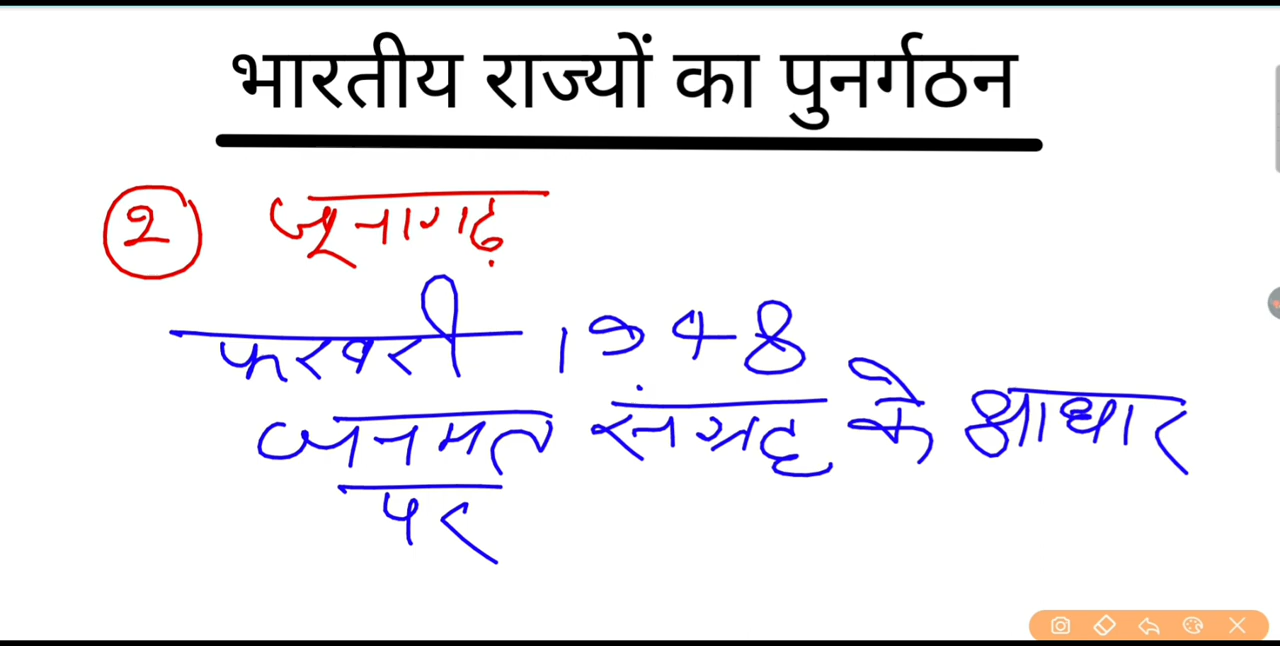 भारतीय राज्यों का पुनर्गठन
2 जूनागढ़
फरवरी 1948
जनमत संग्रह के आधार
पर